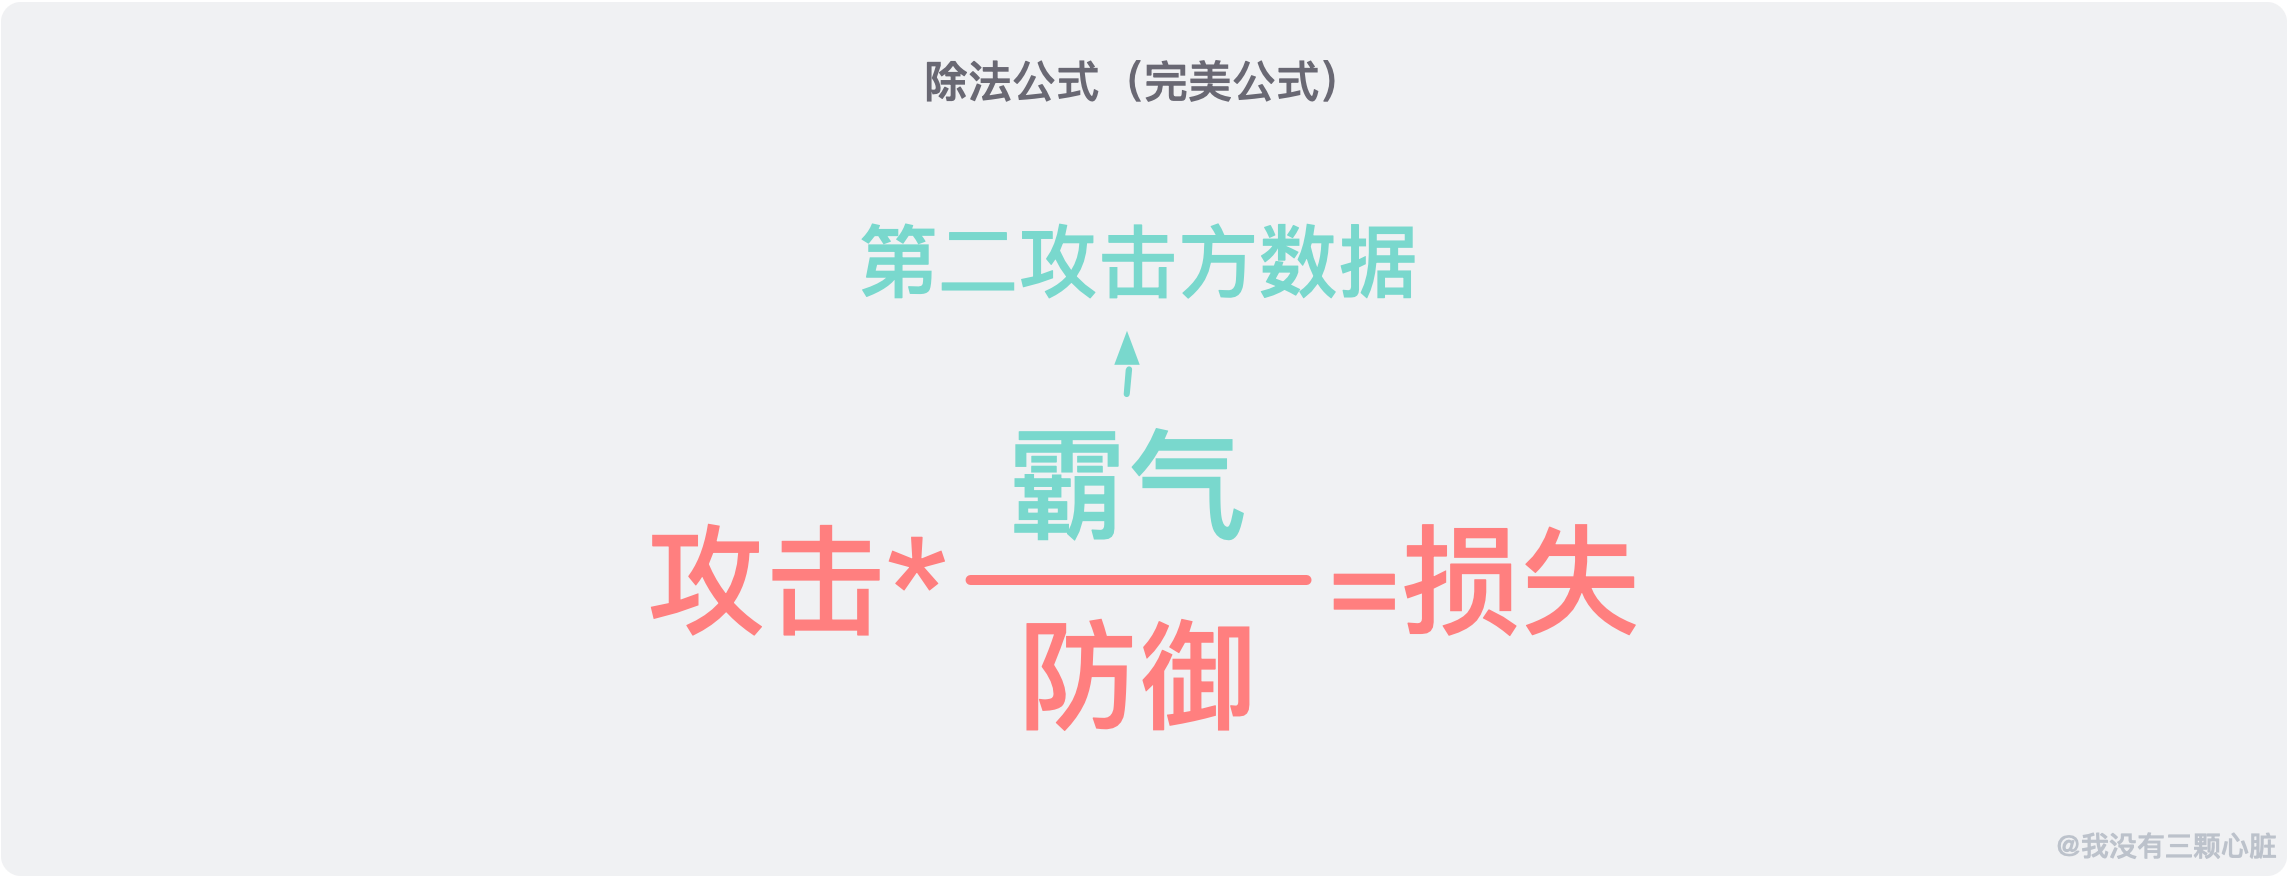 除法公式（完美公式）
第二攻击方数据
霸气
攻击*
=损失
防御
@我没有三颗心脏